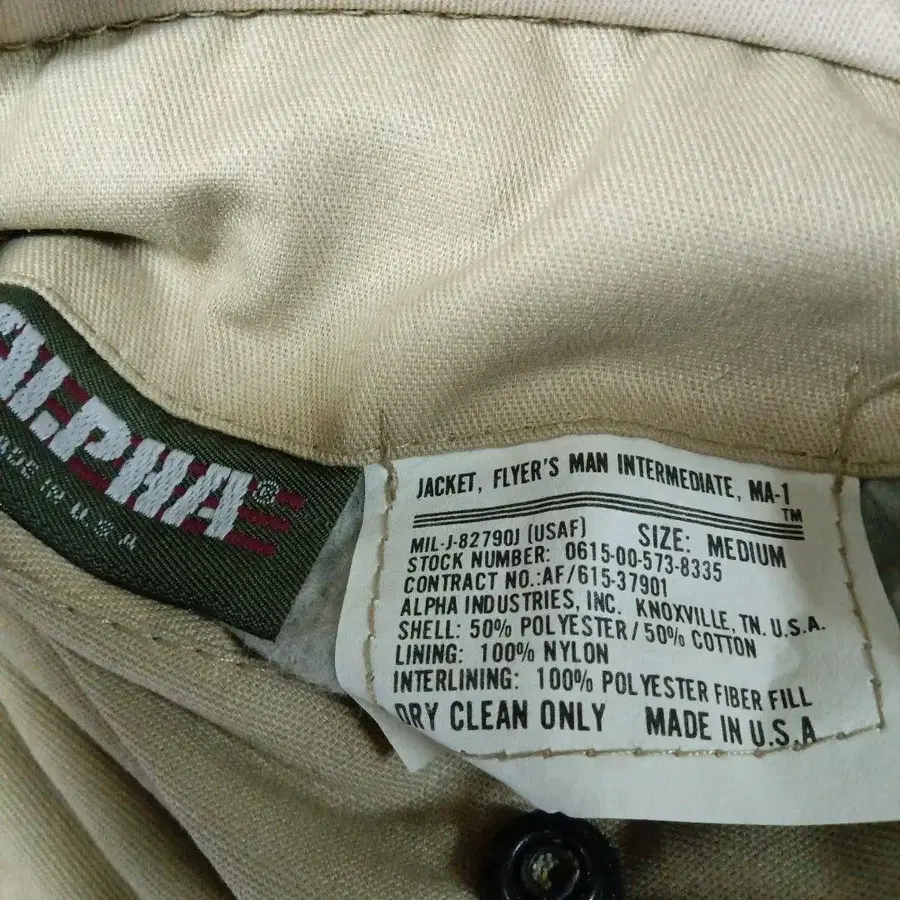 ALPHA®
MADE IN U.S.A.
JACKET, FLYER'S MAN INTERMEDIATE, MA-1
TM
MIL-J-82790J (USAF) SIZE: MEDIUM
STOCK NUMBER: 0615-00-573-8335
CONTRACT NO.:AF/615-37901
ALPHA INDUSTRIES, INC. KNOXVILLE, TN. U.S.A.
SHELL: 50% POLYESTER/50% COTTON
LINING: 100% NYLON
INTERLINING: 100% POLYESTER FIBER FILL
DRY CLEAN ONLY MADE IN U.S.A